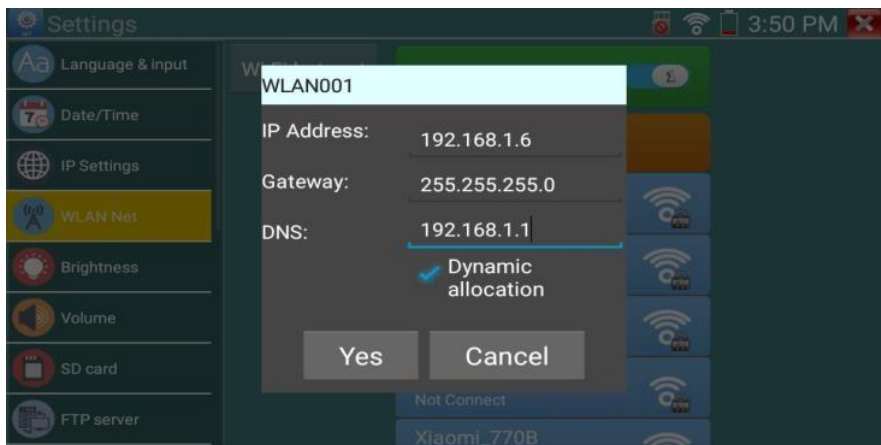 Settings
3:50 PM
Language & input
Date/Time
IP Settings
WLAN Net
Brightness
Volume
SD card
FTP server
WLAN001
IP Address:
192.168.1.6
Gateway:
255.255.255.0
DNS:
192.168.1.1
Dynamic
allocation
Yes
Cancel
Not Connect
Xiaomi_770B